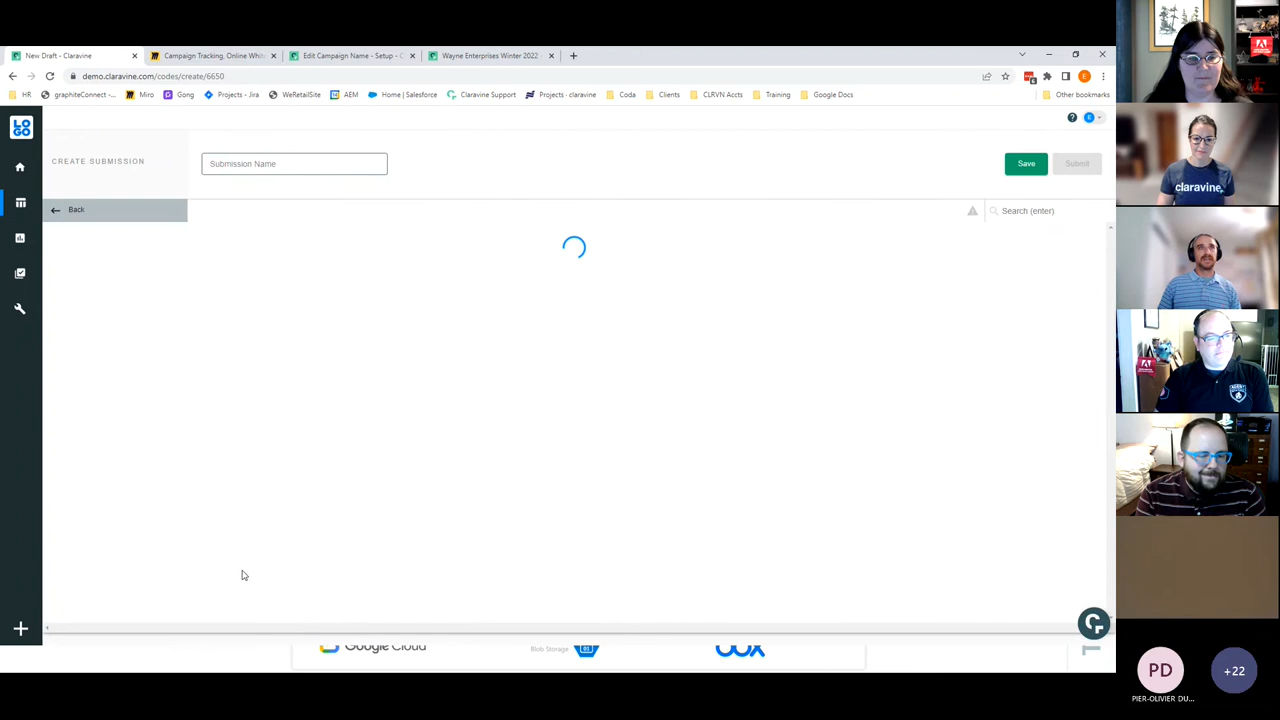 New Draft - Claravine
Campaign Tracking, Online Whit
Edit Campaign Name - Setup - C
Wayne Enterprises Winter 2022
demo.claravine.com/codes/create/6650
E
HR
graphiteConnect -...
Miro
Gong
Projects - Jira
WeRetailSite
AEM
Home | Salesforce
Claravine Support
Projects · claravine
Coda
Clients
CLRVN Accts
Training
Google Docs
Other bookmarks
LOGO
E
CREATE SUBMISSION
Submission Name
Save
Submit
Back
Search (enter)
Google Cloud
Blob Storage
box
claravine
PD
+22
PIER-OLIVIER DU...